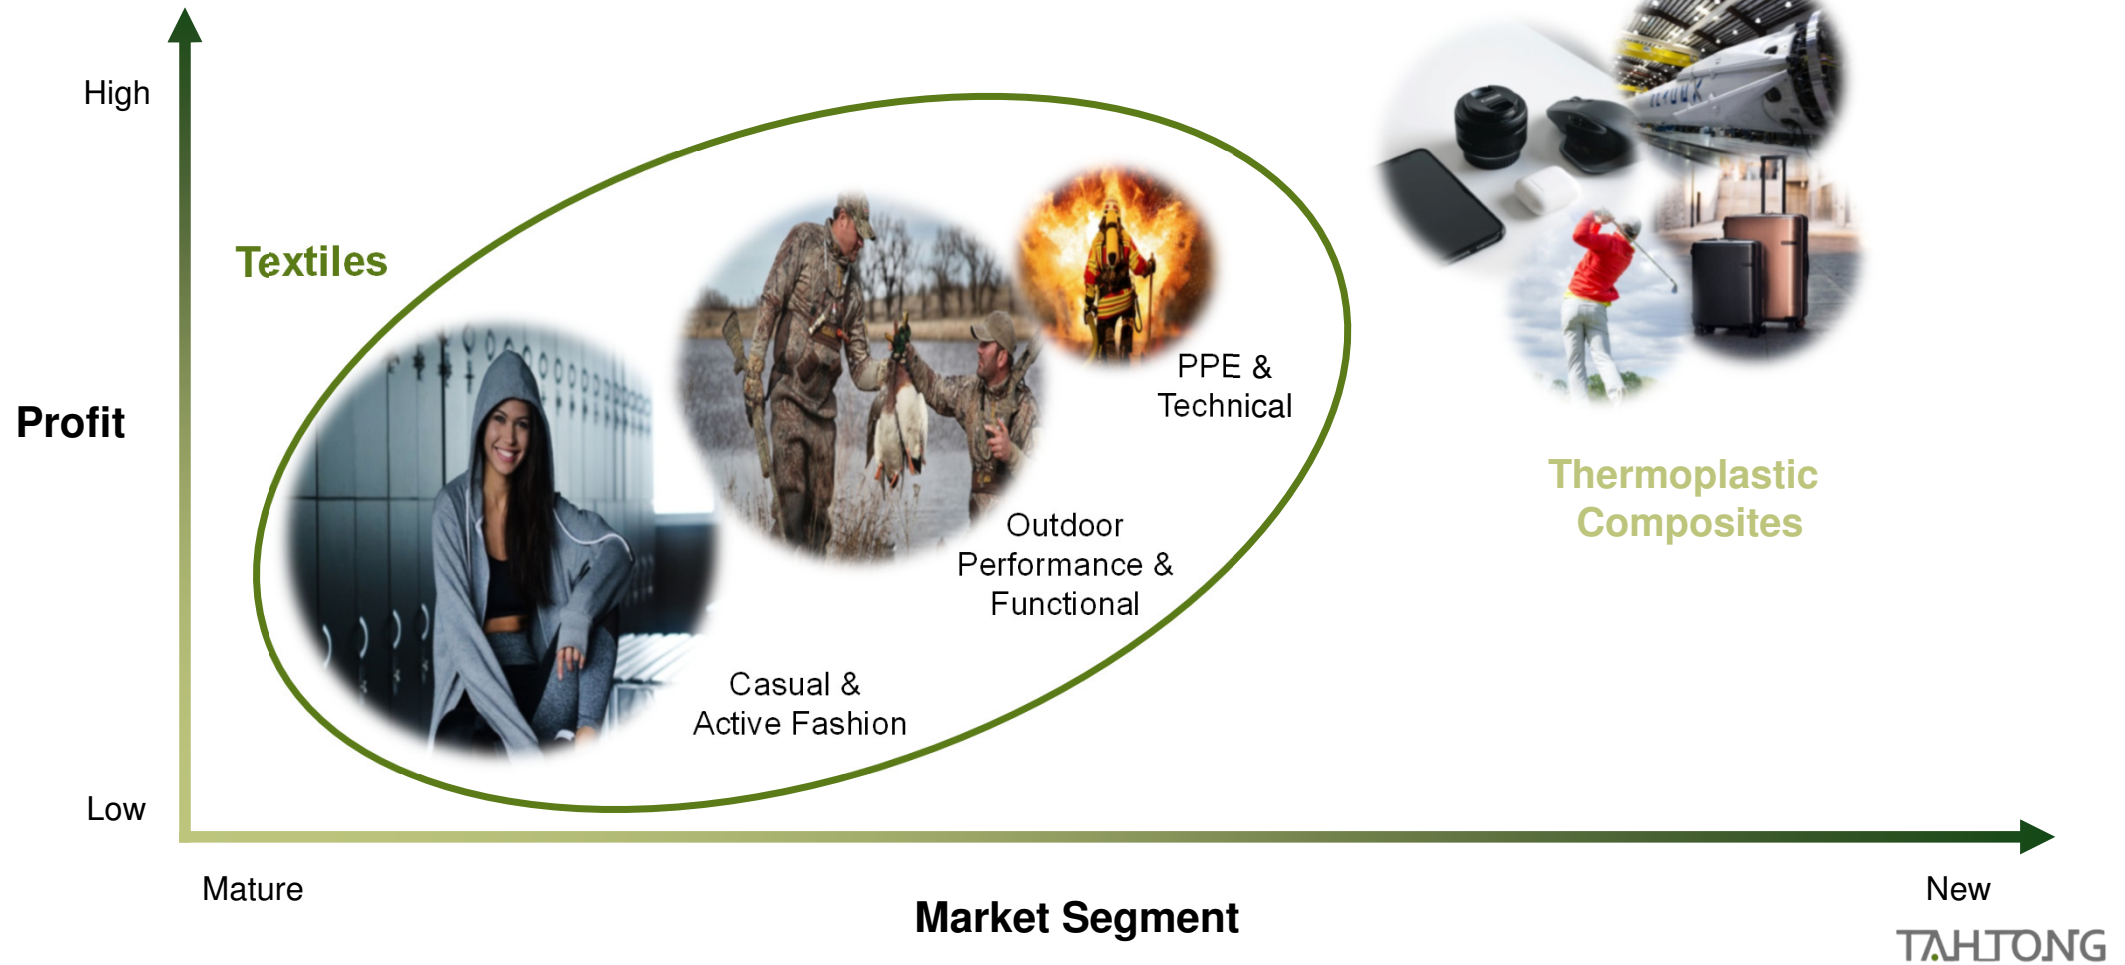 High
Textiles
Profit
PPE &
Technical
Outdoor
Performance &
Functional
Casual &
Active Fashion
Thermoplastic
Composites
Low
Mature
Market Segment
New
TAHTONG